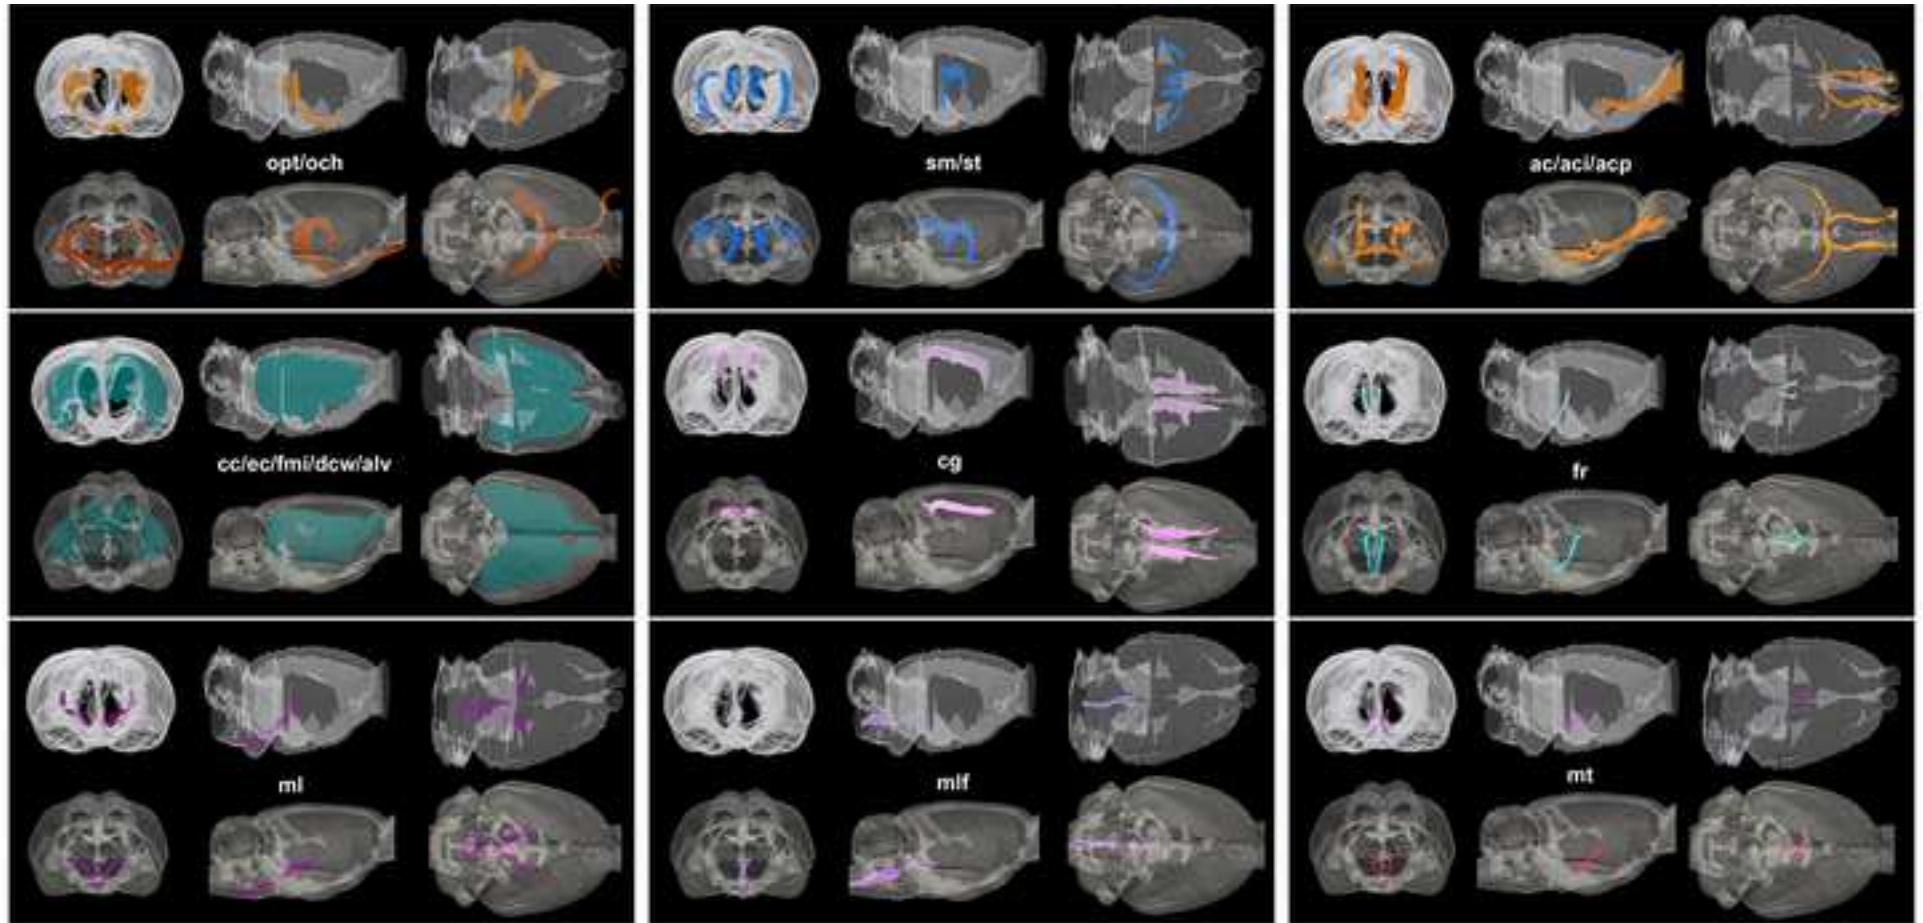 opt/och
sm/st
ac/aci/acp
cc/ec/fmi/dcw/alv
cg
fr
ml
mlf
mt